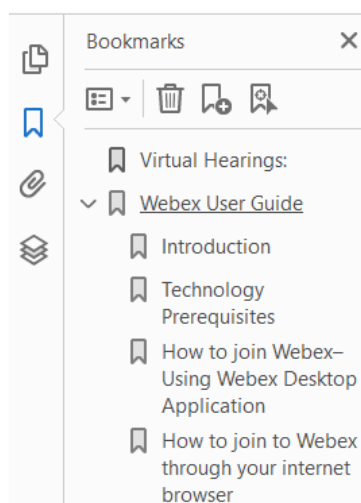 Bookmarks
Virtual Hearings:
Webex User Guide
Introduction
Technology
Prerequisites
How to join Webex–
Using Webex Desktop
Application
How to join to Webex
through your internet
browser